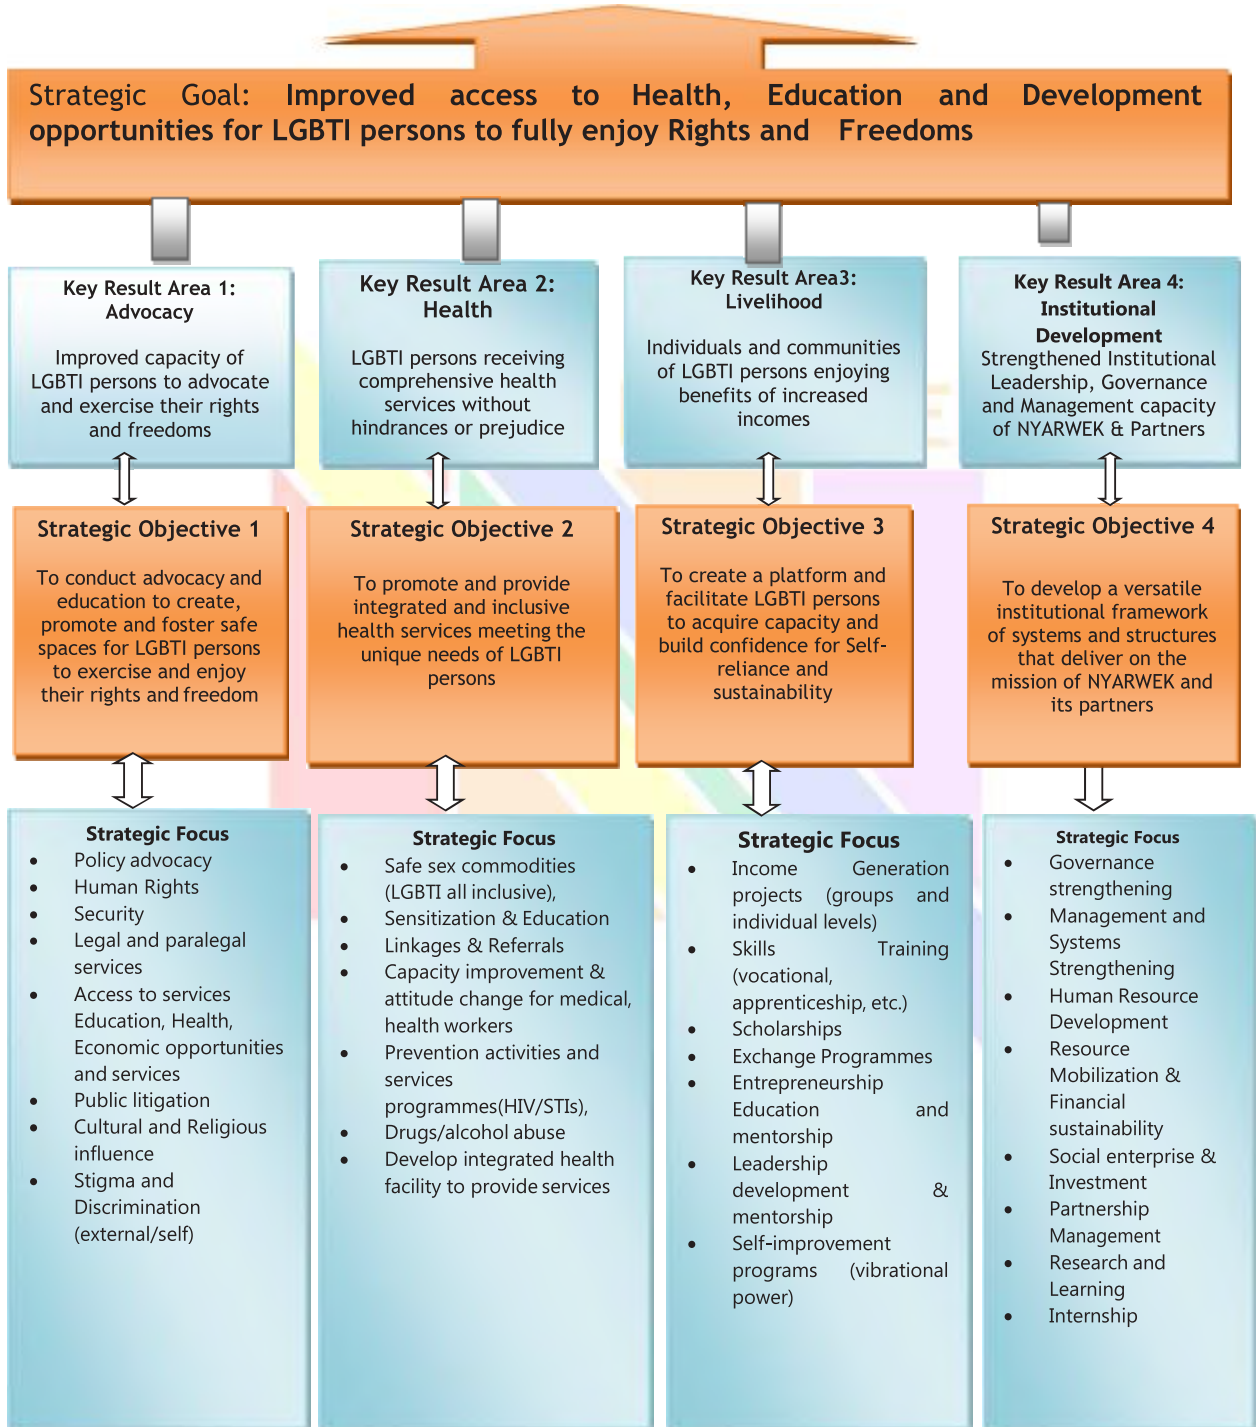 Strategic Goal: Improved access to Health, Education and Development
opportunities for LGBTI persons to fully enjoy Rights and Freedoms
Key Result Area 1:
Advocacy
Improved capacity of
LGBTI persons to advocate
and exercise their rights
and freedoms
Key Result Area 2:
Health
LGBTI persons receiving
comprehensive health
services without
hindrances or prejudice
Key Result Area3:
Livelihood
Individuals and communities
of LGBTI persons enjoying
benefits of increased
incomes
Key Result Area 4:
Institutional
Development
Strengthened Institutional
Leadership, Governance
and Management capacity
of NYARWEK & Partners
Strategic Objective 1
To conduct advocacy and
education to create,
promote and foster safe
spaces for LGBTI persons
to exercise and enjoy
their rights and freedom
Strategic Objective 2
To promote and provide
integrated and inclusive
health services meeting the
unique needs of LGBTI
persons
Strategic Objective 3
To create a platform and
facilitate LGBTI persons
to acquire capacity and
build confidence for Self-
reliance and
sustainability
Strategic Objective 4
To develop a versatile
institutional framework
of systems and structures
that deliver on the
mission of NYARWEK and
its partners
Strategic Focus
• Policy advocacy
• Human Rights
• Security
• Legal and paralegal
services
• Access to services
Education, Health,
Economic opportunities
and services
• Public litigation
• Cultural and Religious
influence
• Stigma and
Discrimination
(external/self)
Strategic Focus
• Safe sex commodities
(LGBTI all inclusive),
• Sensitization & Education
• Linkages & Referrals
• Capacity improvement &
attitude change for medical,
health workers
• Prevention activities and
services
programmes(HIV/STIs),
• Drugs/alcohol abuse
• Develop integrated health
facility to provide services
Strategic Focus
• Income Generation
projects (groups and
individual levels)
• Skills Training
(vocational,
apprenticeship, etc.)
• Scholarships
• Exchange Programmes
• Entrepreneurship
Education and
mentorship
• Leadership
development &
mentorship
• Self-improvement
programs (vibrational
power)
Strategic Focus
• Governance
strengthening
• Management and
Systems
Strengthening
• Human Resource
Development
• Resource
Mobilization &
Financial
sustainability
• Social enterprise &
Investment
• Partnership
Management
• Research and
Learning
• Internship